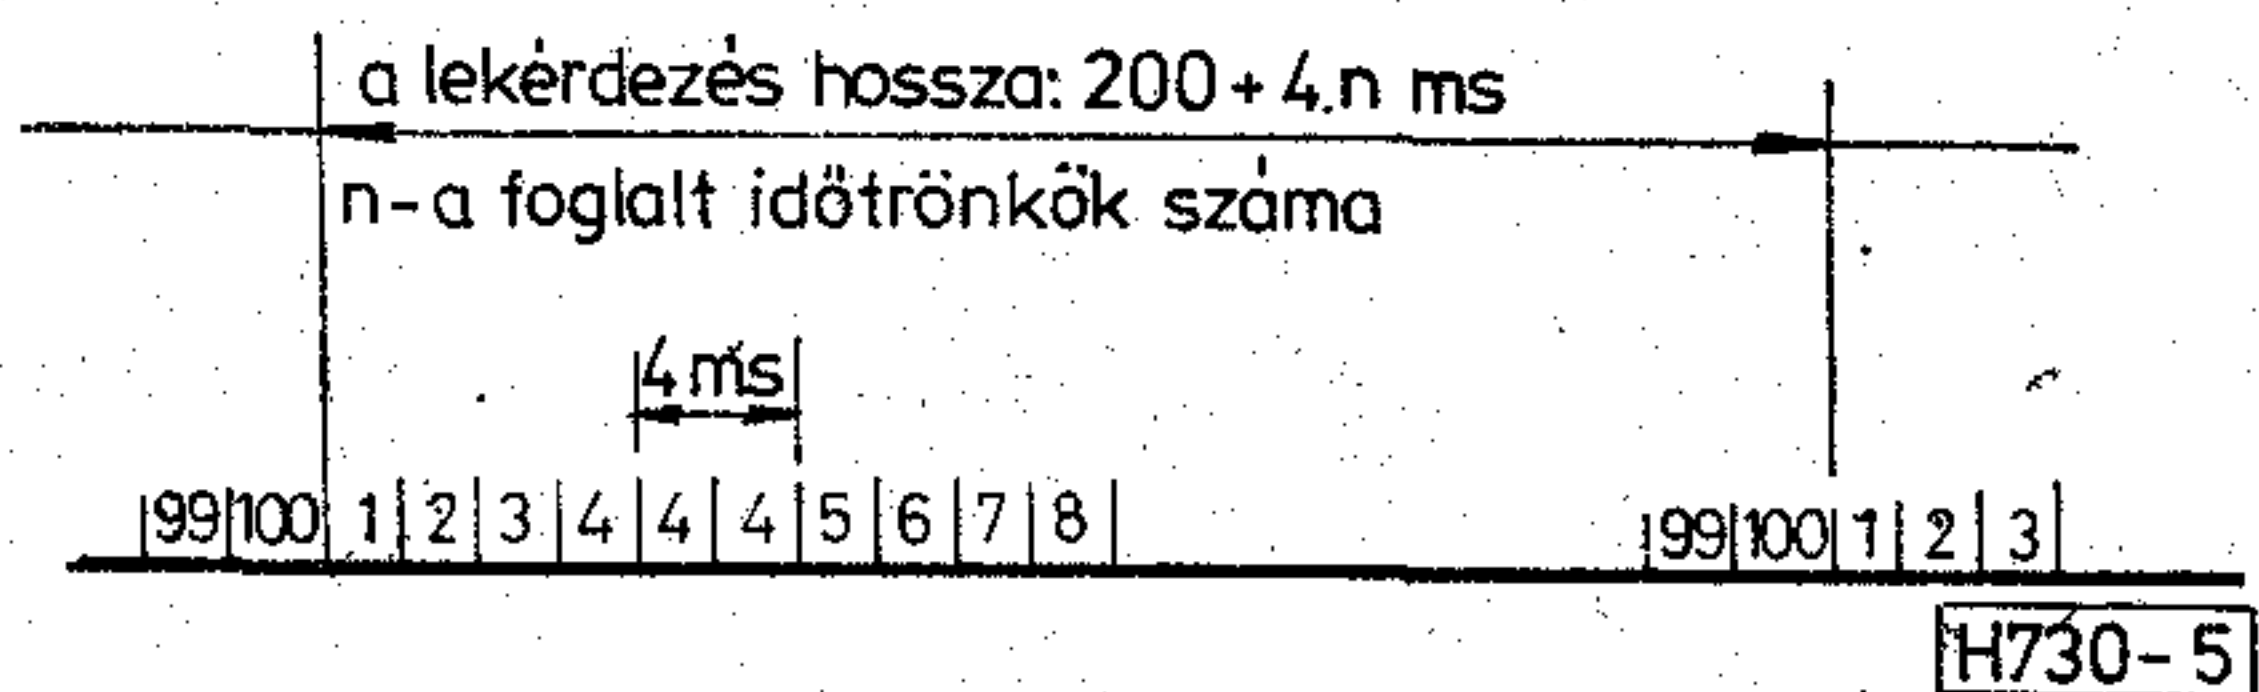 a lekérdezés hossza: 200 + 4.n ms
n - a foglalt időtrönkök száma
4 ms
99 100 1 2 3 4 4 4 5 6 7 8 99 100 1 2 3
H730-5